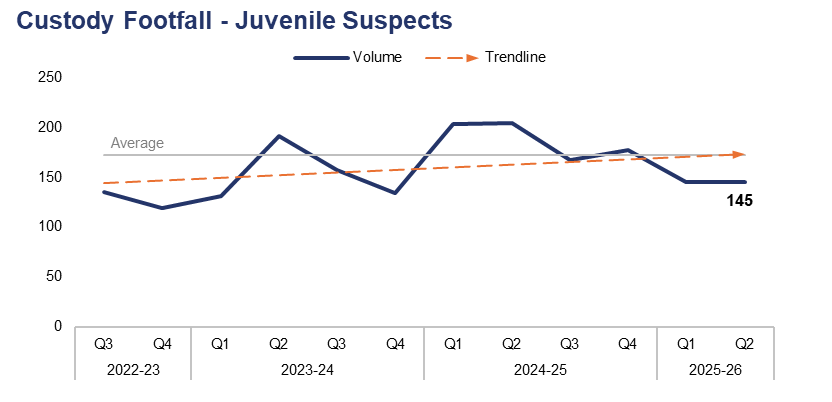 Custody Footfall - Juvenile Suspects
Volume Trendline
250
200
Average
150
145
100
50
0
Q3 Q4 Q1 Q2 Q3 Q4 Q1 Q2 Q3 Q4 Q1 Q2
2022-23 2023-24 2024-25 2025-26